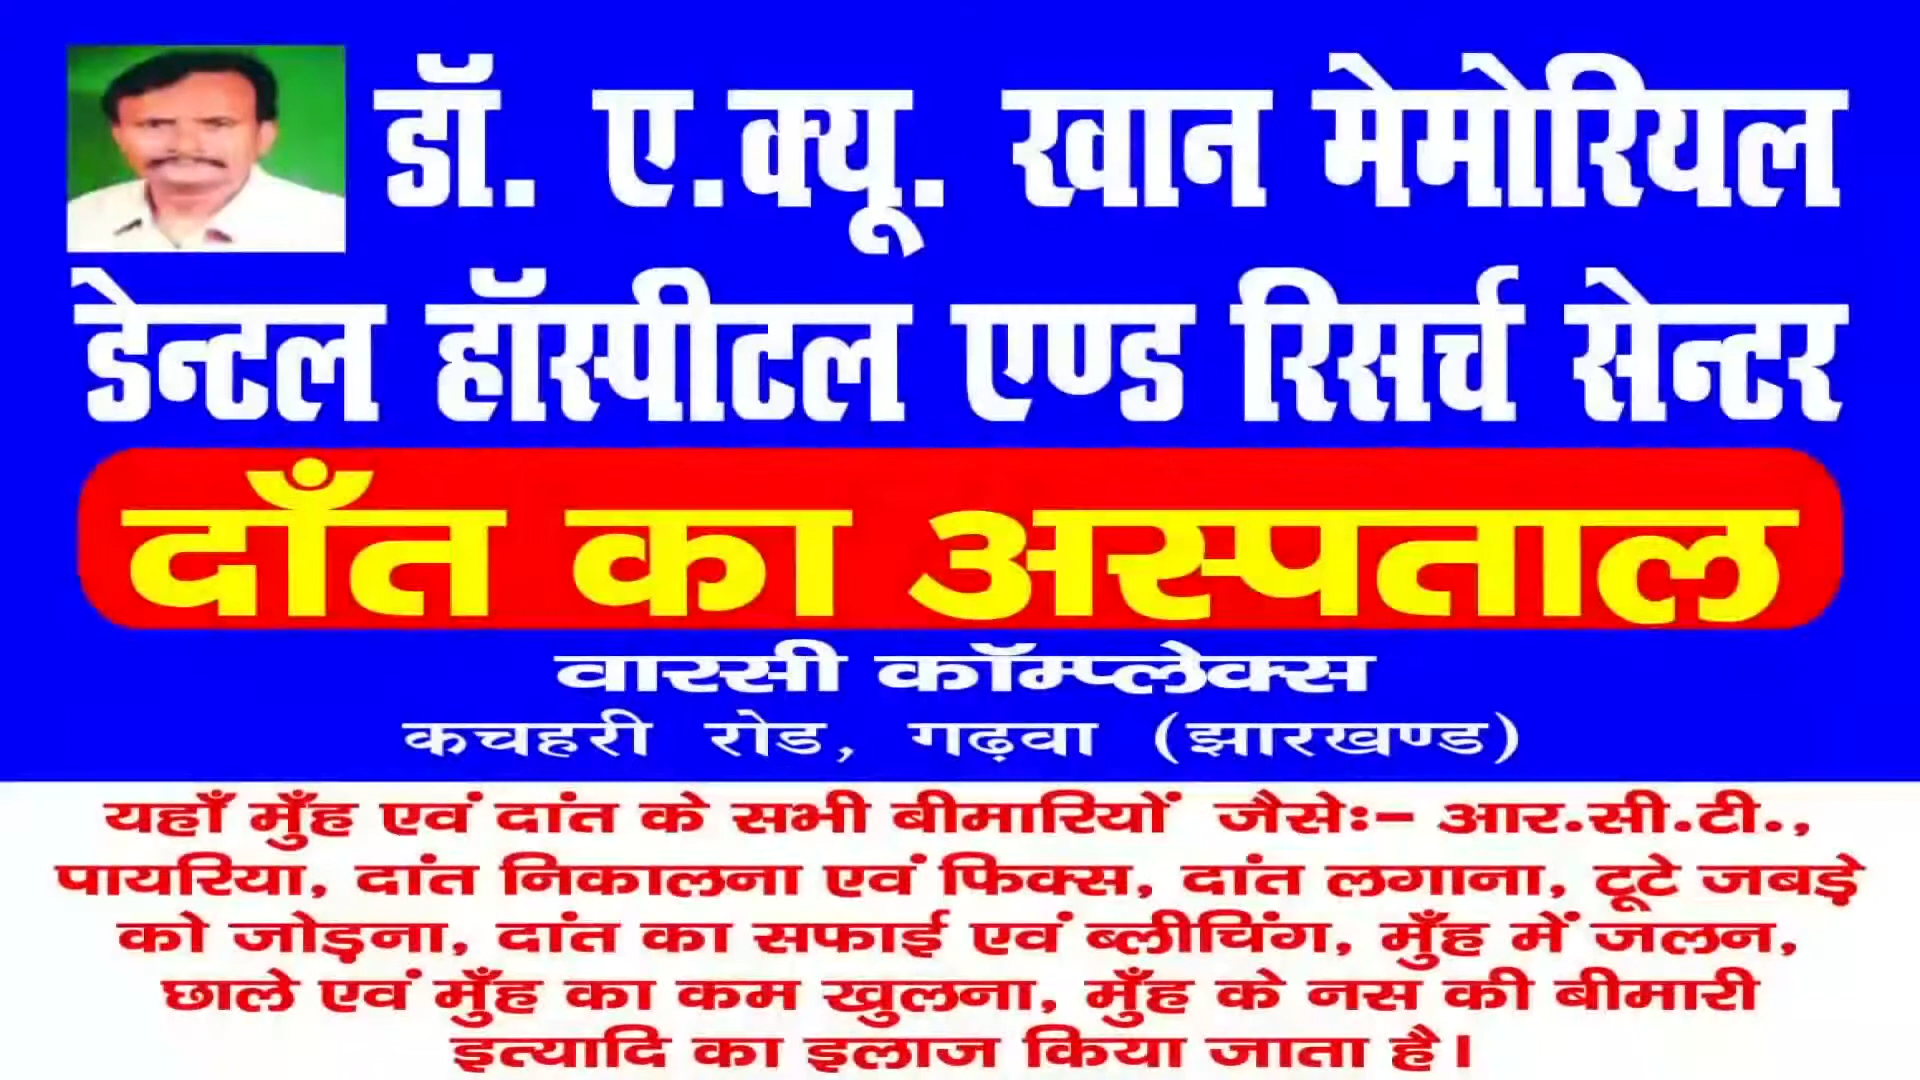 डॉ. ए.क्यू. खान मेमोरियल
डेन्टल हॉस्पीटल एण्ड रिसर्च सेन्टर
दाँत का अस्पताल
वारसी कॉम्प्लेक्स
कचहरी रोड, गढ़वा (झारखण्ड)
यहाँ मुँह एवं दांत के सभी बीमारियों जैसेः- आर.सी.टी.,
पायरिया, दांत निकालना एवं फिक्स, दांत लगाना, टूटे जबड़े
को जोड़ना, दांत का सफाई एवं ब्लीचिंग, मुँह में जलन,
छाले एवं मुँह का कम खुलना, मुँह के नस की बीमारी
इत्यादि का इलाज किया जाता है।